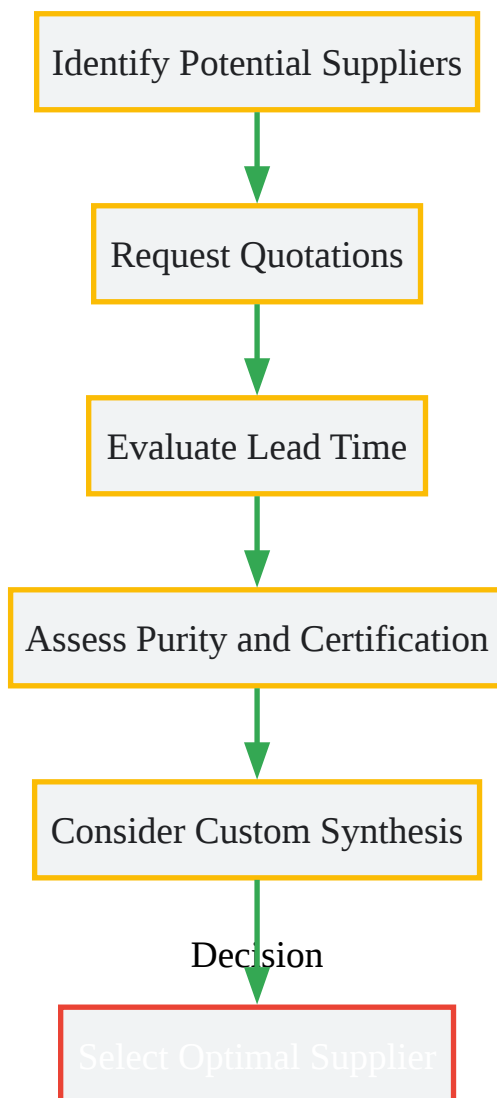 Identify Potential Suppliers
Request Quotations
Evaluate Lead Time
Assess Purity and Certification
Consider Custom Synthesis
Decision
Select Optimal Supplier